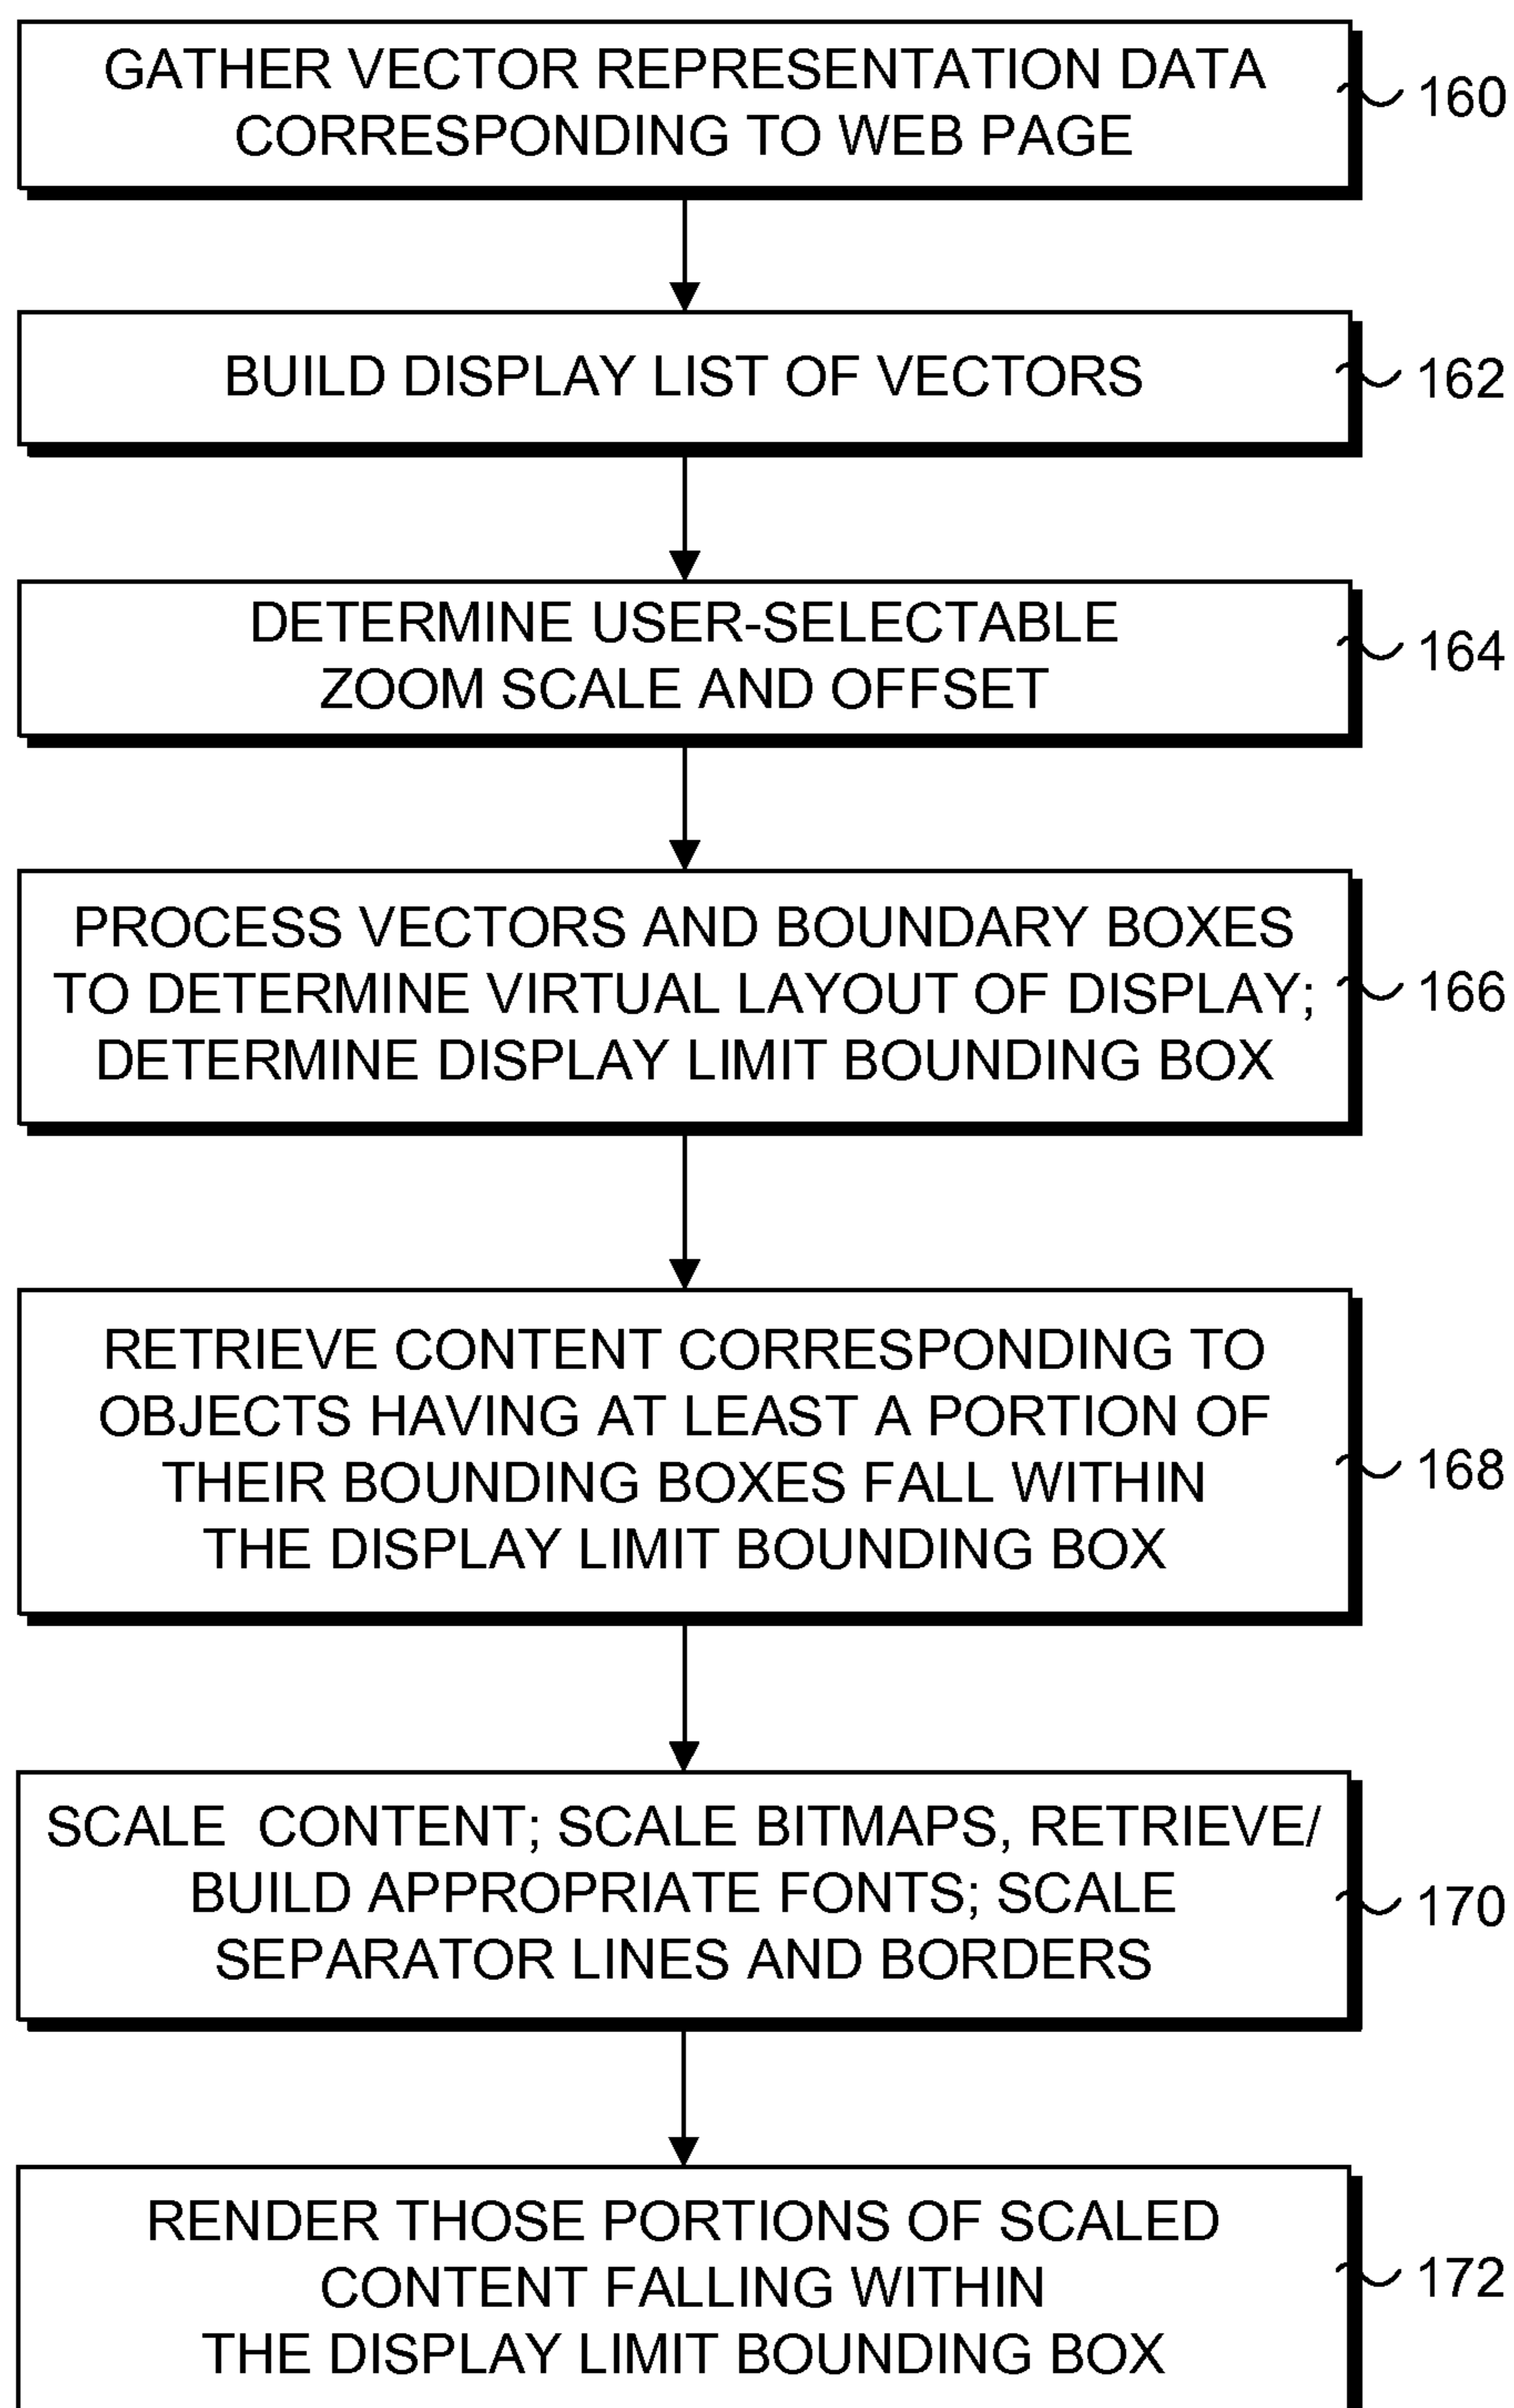 GATHER VECTOR REPRESENTATION DATA
CORRESPONDING TO WEB PAGE
160
BUILD DISPLAY LIST OF VECTORS
162
DETERMINE USER-SELECTABLE
ZOOM SCALE AND OFFSET
164
PROCESS VECTORS AND BOUNDARY BOXES
TO DETERMINE VIRTUAL LAYOUT OF DISPLAY;
DETERMINE DISPLAY LIMIT BOUNDING BOX
166
RETRIEVE CONTENT CORRESPONDING TO
OBJECTS HAVING AT LEAST A PORTION OF
THEIR BOUNDING BOXES FALL WITHIN
THE DISPLAY LIMIT BOUNDING BOX
168
SCALE CONTENT; SCALE BITMAPS, RETRIEVE/
BUILD APPROPRIATE FONTS; SCALE
SEPARATOR LINES AND BORDERS
170
RENDER THOSE PORTIONS OF SCALED
CONTENT FALLING WITHIN
THE DISPLAY LIMIT BOUNDING BOX
172